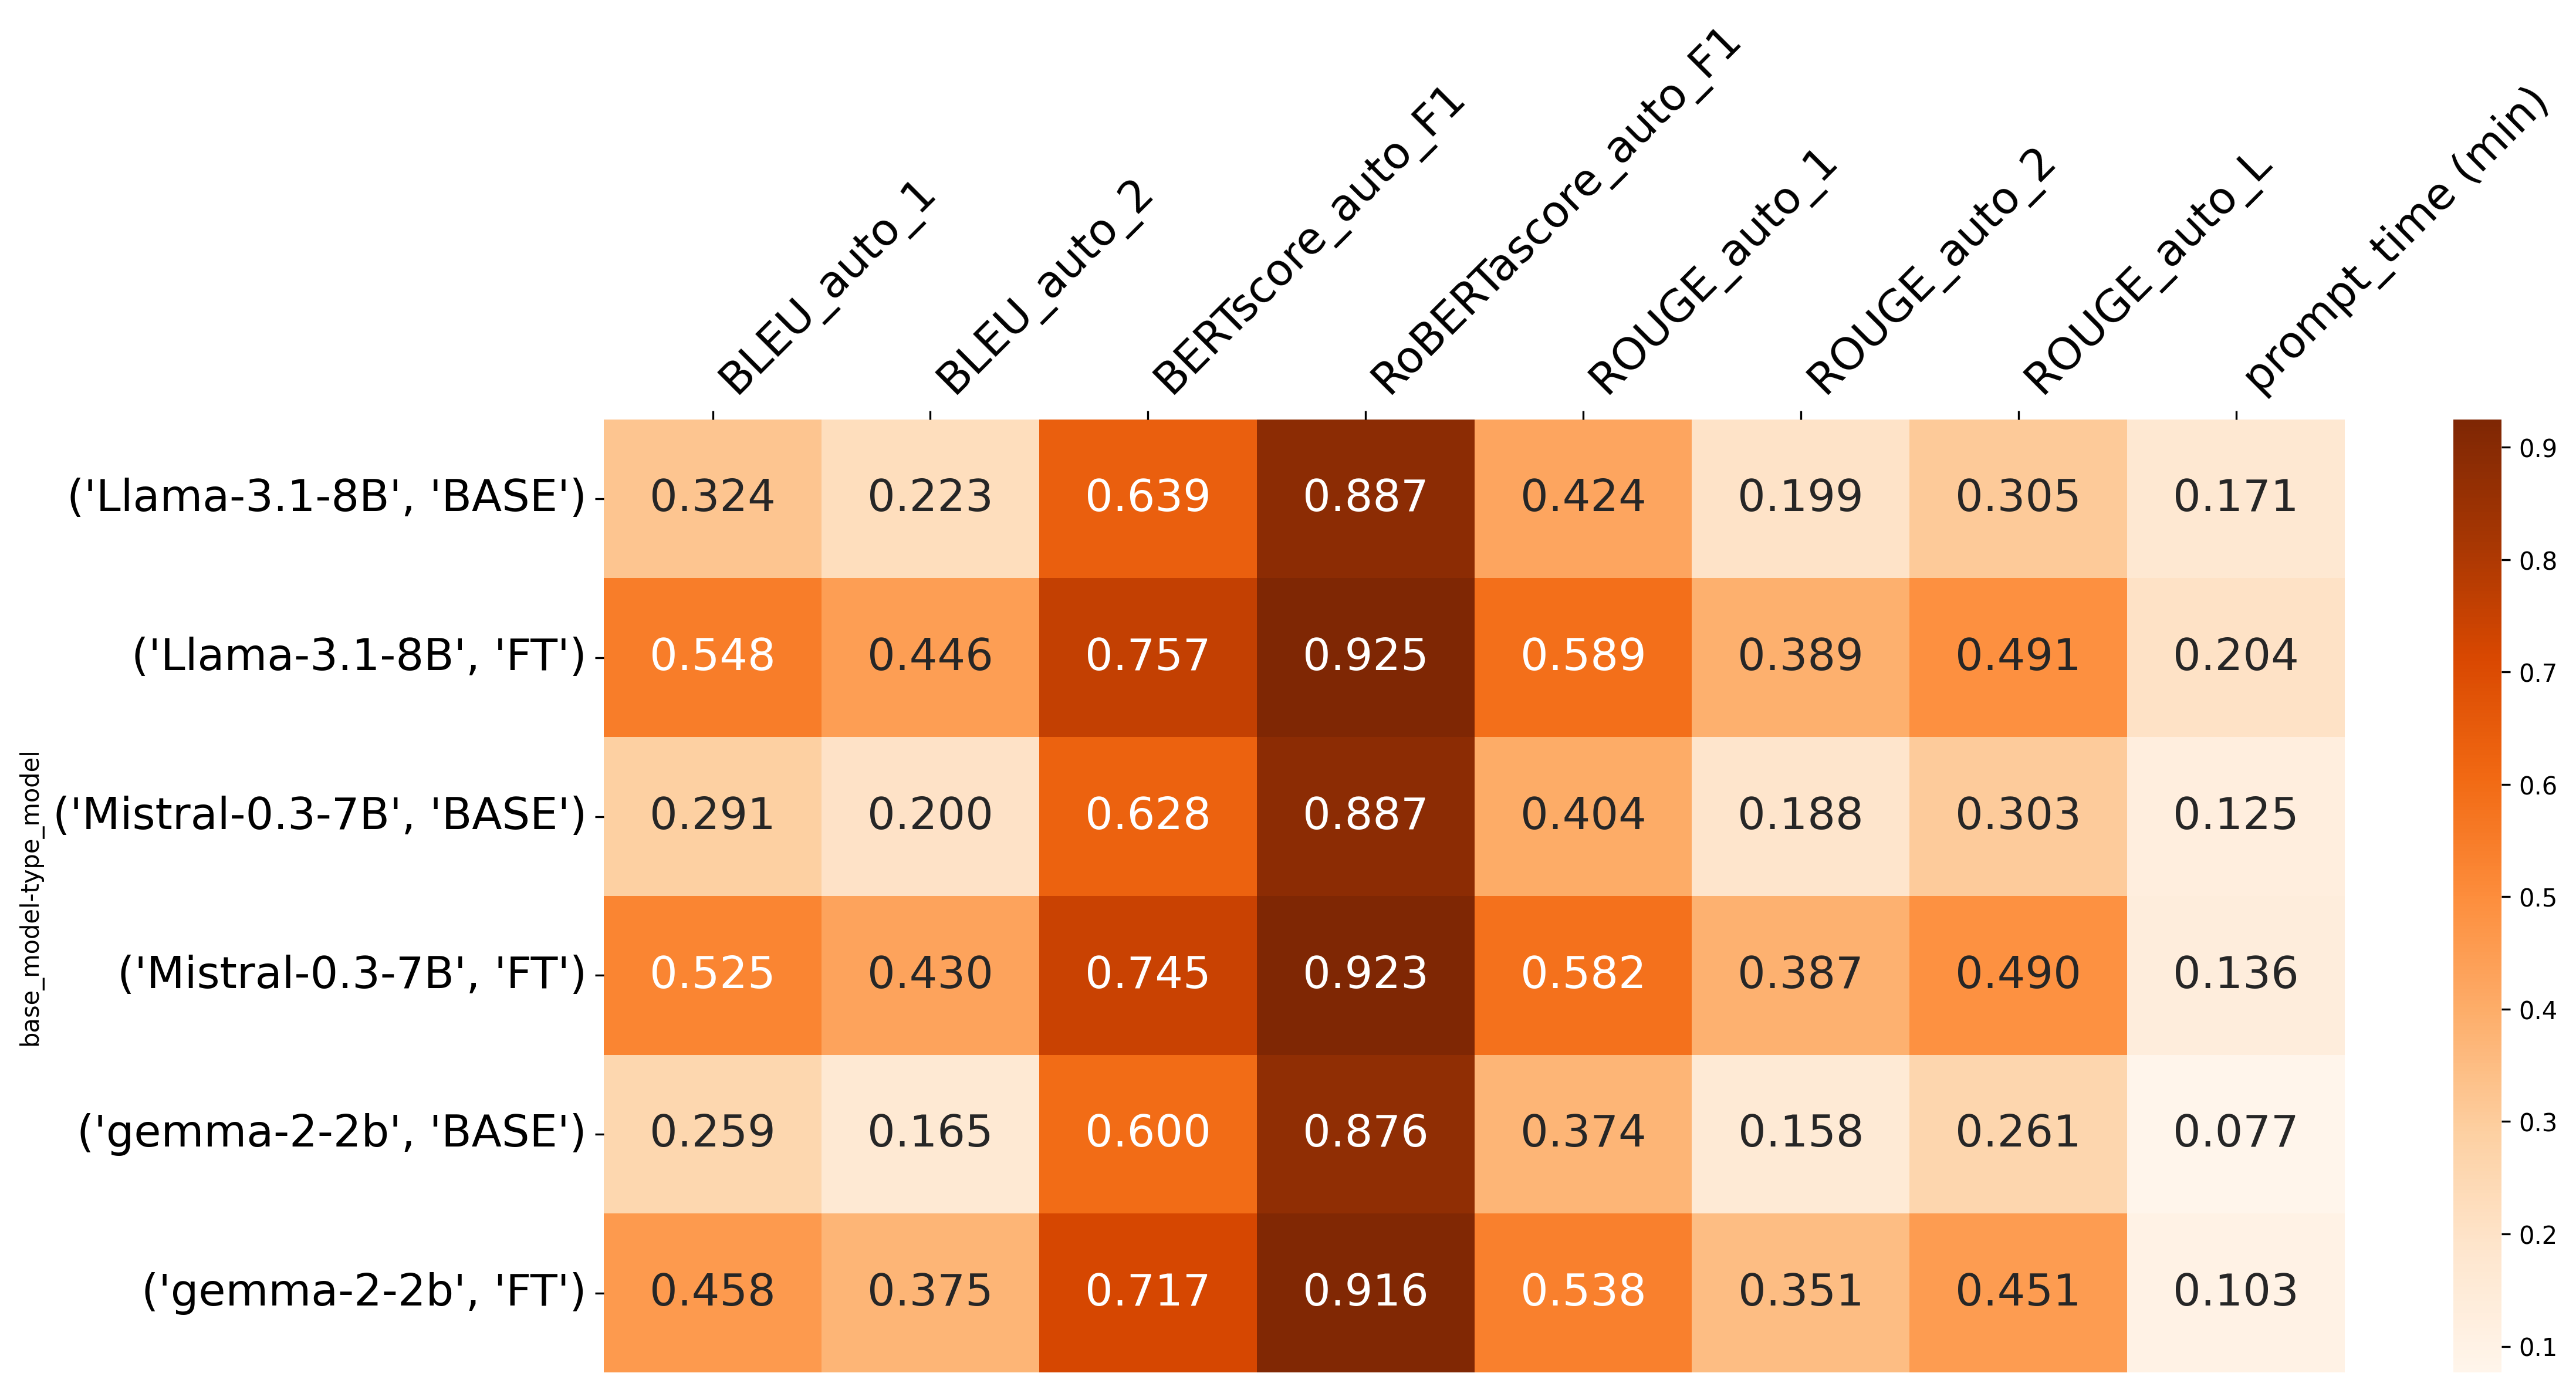 BLEU_auto_1 BLEU_auto_2 BERTscore_auto_F1 RoBERTascore_auto_F1 ROUGE_auto_1 ROUGE_auto_2 ROUGE_auto_L prompt_time (min)
base_model-type_model
('Llama-3.1-8B', 'BASE') 0.324 0.223 0.639 0.887 0.424 0.199 0.305 0.171
('Llama-3.1-8B', 'FT') 0.548 0.446 0.757 0.925 0.589 0.389 0.491 0.204
('Mistral-0.3-7B', 'BASE') 0.291 0.200 0.628 0.887 0.404 0.188 0.303 0.125
('Mistral-0.3-7B', 'FT') 0.525 0.430 0.745 0.923 0.582 0.387 0.490 0.136
('gemma-2-2b', 'BASE') 0.259 0.165 0.600 0.876 0.374 0.158 0.261 0.077
('gemma-2-2b', 'FT') 0.458 0.375 0.717 0.916 0.538 0.351 0.451 0.103
0.9
0.8
0.7
0.6
0.5
0.4
0.3
0.2
0.1